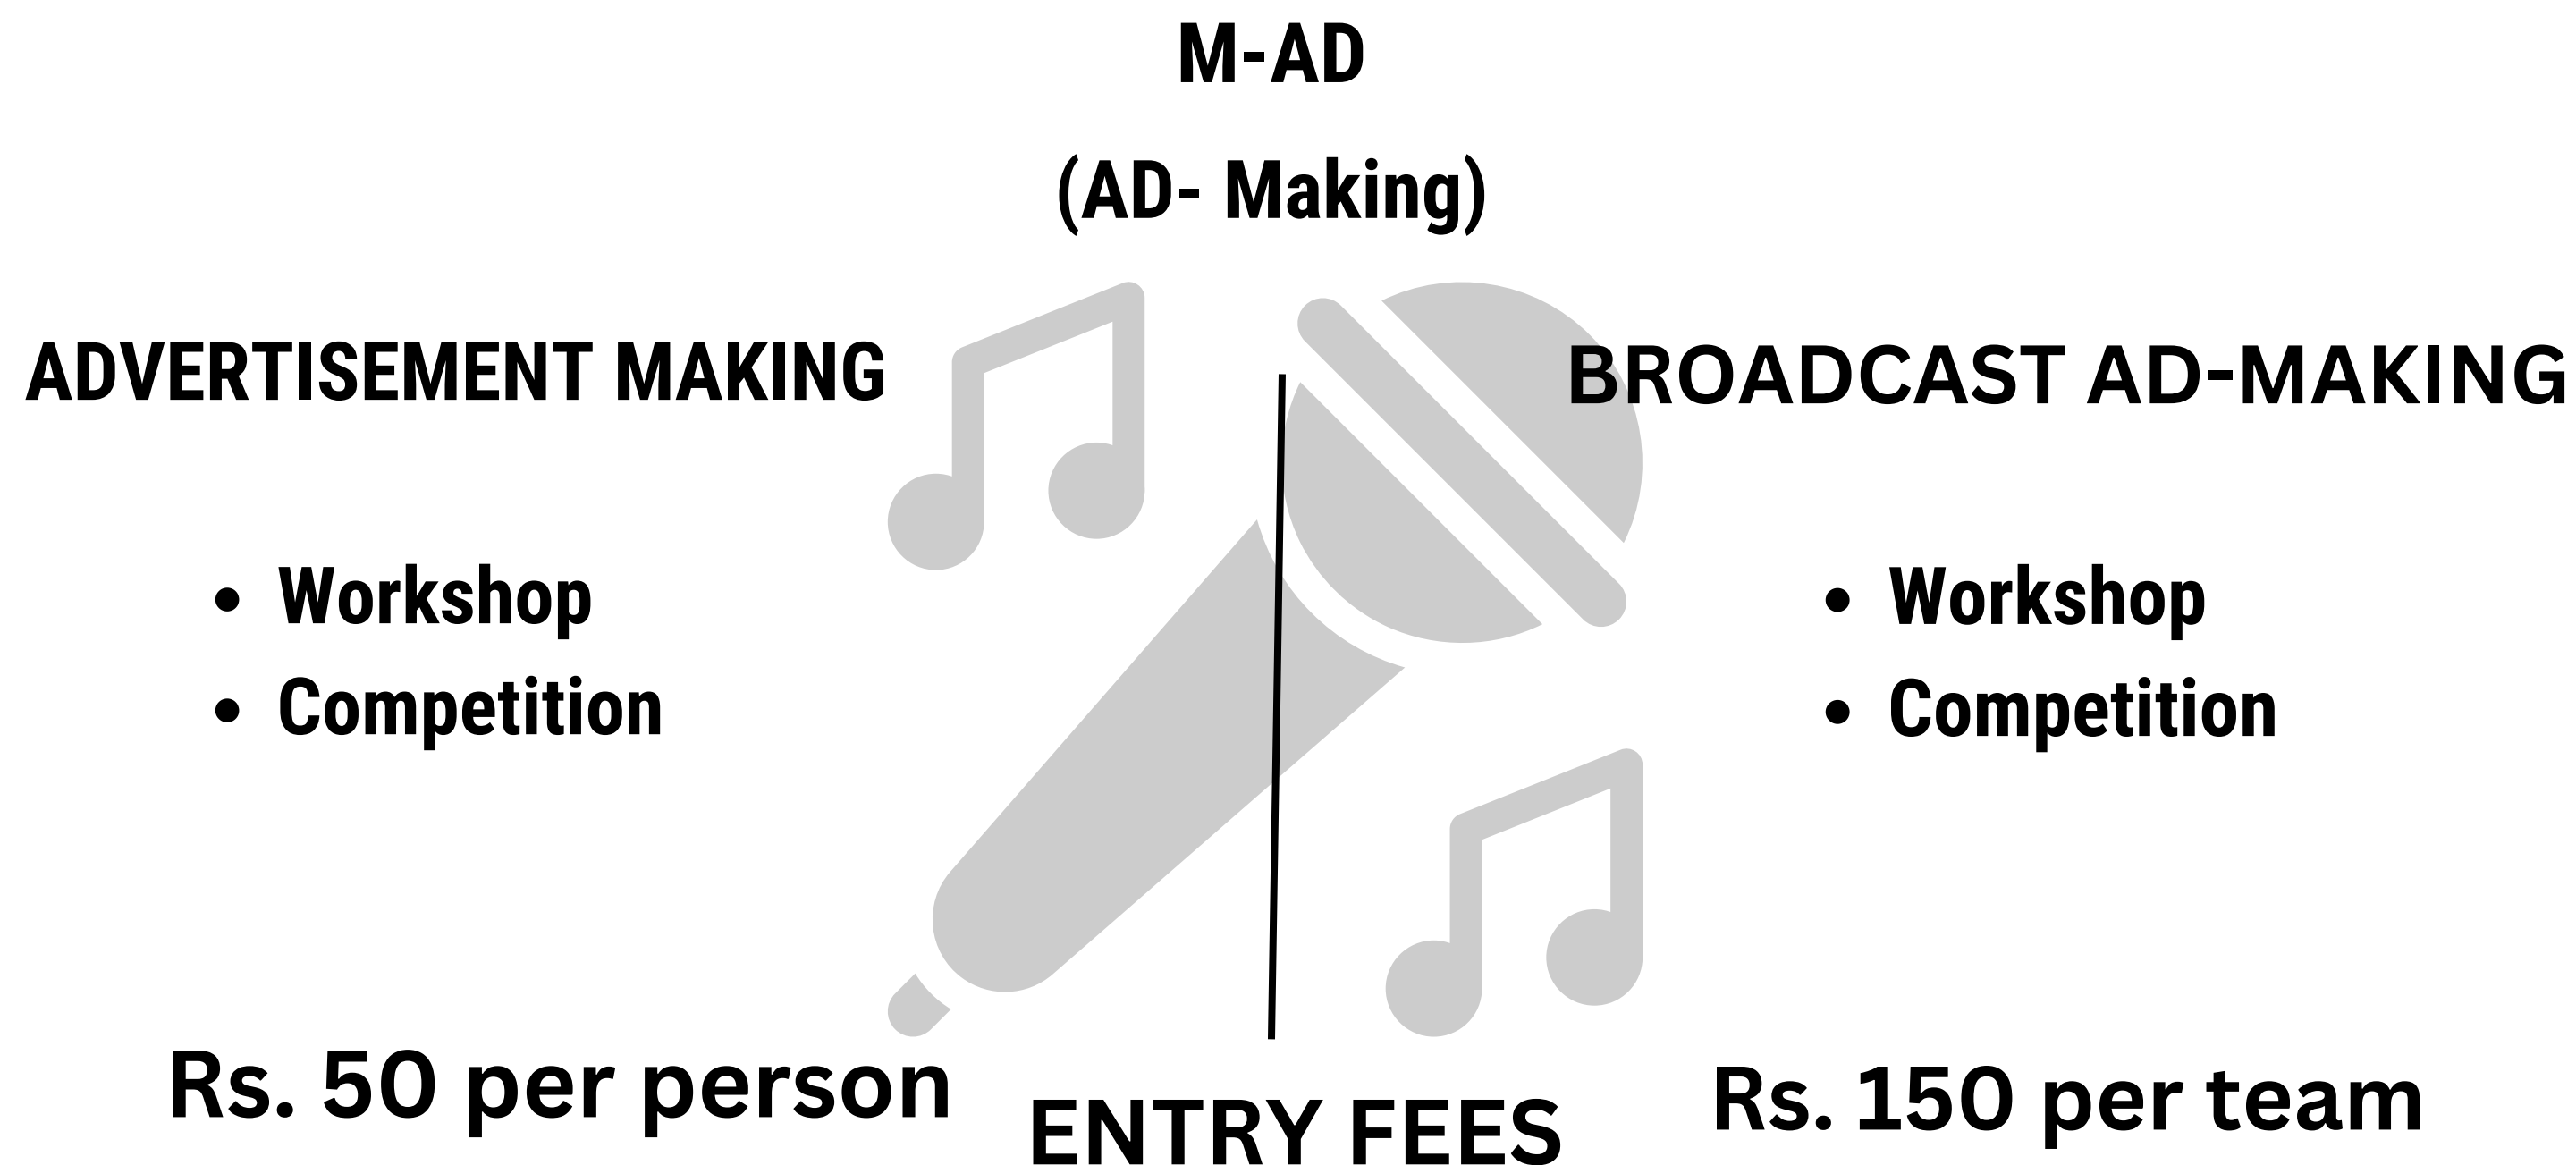 M-AD
(AD- Making)
ADVERTISEMENT MAKING
• Workshop
• Competition
Rs. 50 per person
BROADCAST AD-MAKING
• Workshop
• Competition
Rs. 150 per team
ENTRY FEES